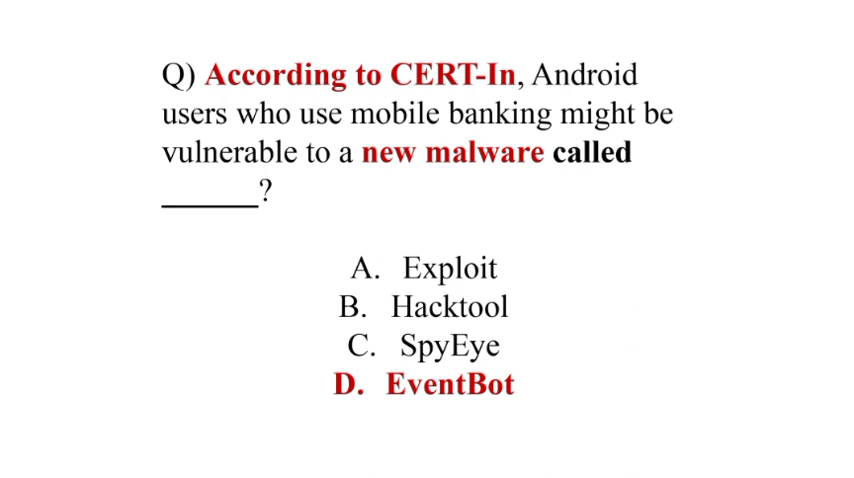 Q) According to CERT-In, Android
users who use mobile banking might be
vulnerable to a new malware called
______?
A. Exploit
B. Hacktool
C. SpyEye
D. EventBot